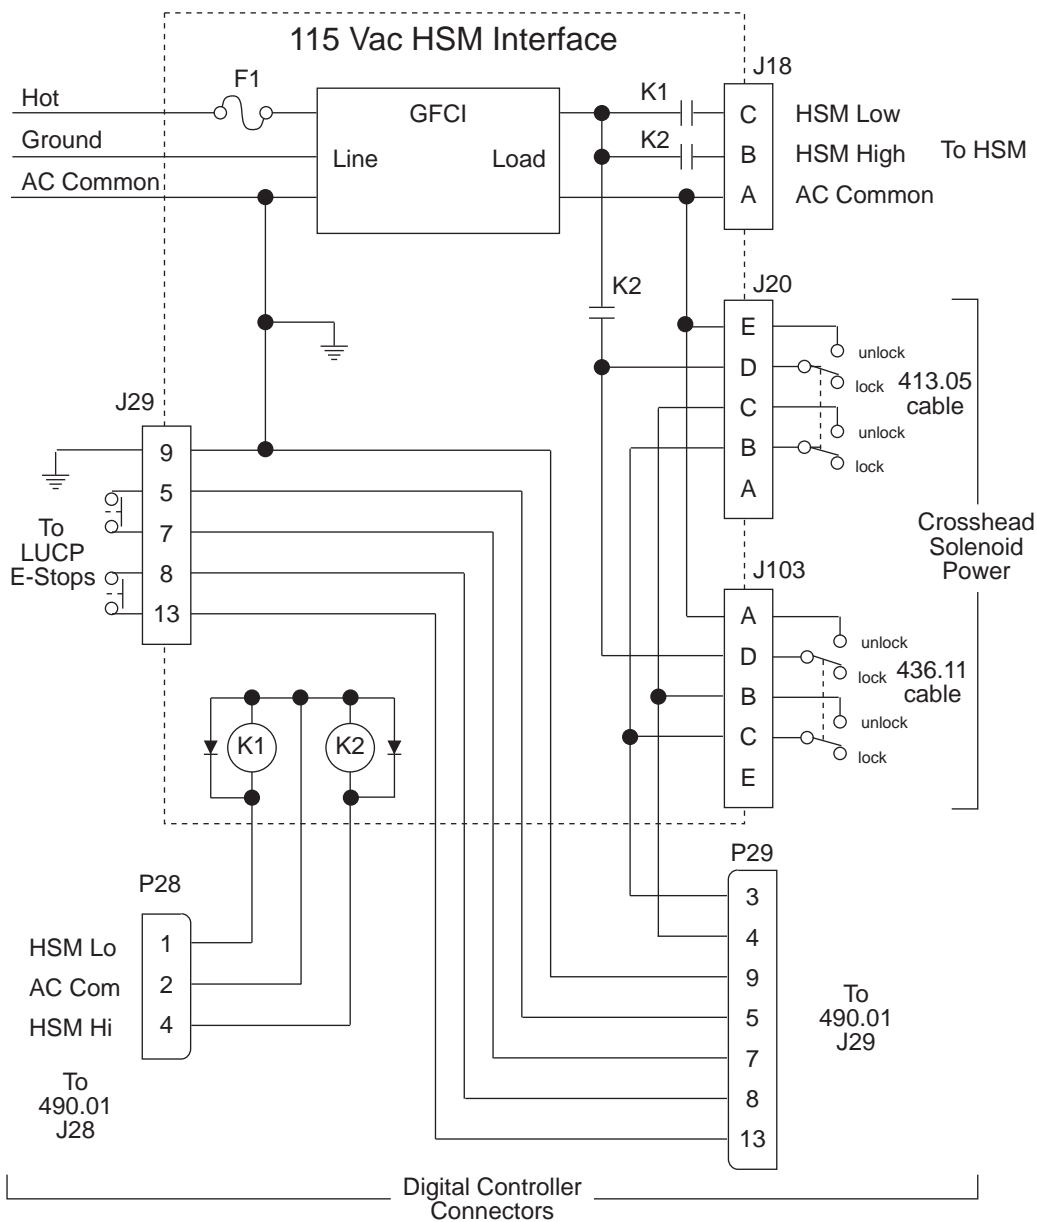 115 Vac HSM Interface
Hot
F1
Ground
AC Common
GFCI
Line
Load
K1
K2
J18
C
B
A
HSM Low
HSM High
AC Common
To HSM
K2
J20
E
D
C
B
A
unlock
lock
unlock
lock
413.05
cable
Crosshead
Solenoid
Power
J29
9
5
7
8
13
To
LUCP
E-Stops
J103
A
D
B
C
E
unlock
lock
unlock
lock
436.11
cable
K1
K2
P28
1
2
4
HSM Lo
AC Com
HSM Hi
To
490.01
J28
P29
3
4
9
5
7
8
13
To
490.01
J29
Digital Controller
Connectors